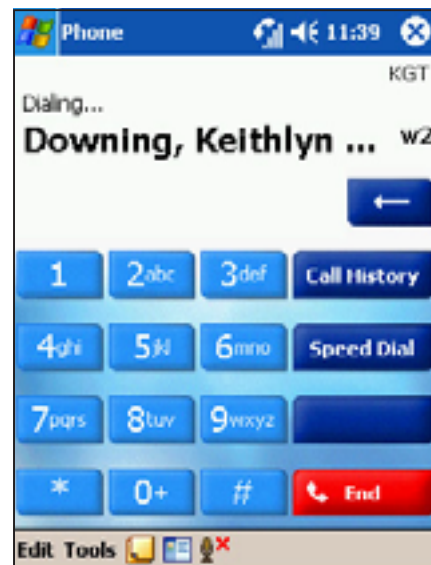 Phone 11:39
KGT
Dialing...
Downing, Keithlyn ... w2
1 2abc 3def Call History
4ghi 5jkl 6mno Speed Dial
7pqrs 8tuv 9wxyz
* 0+ # End
Edit Tools